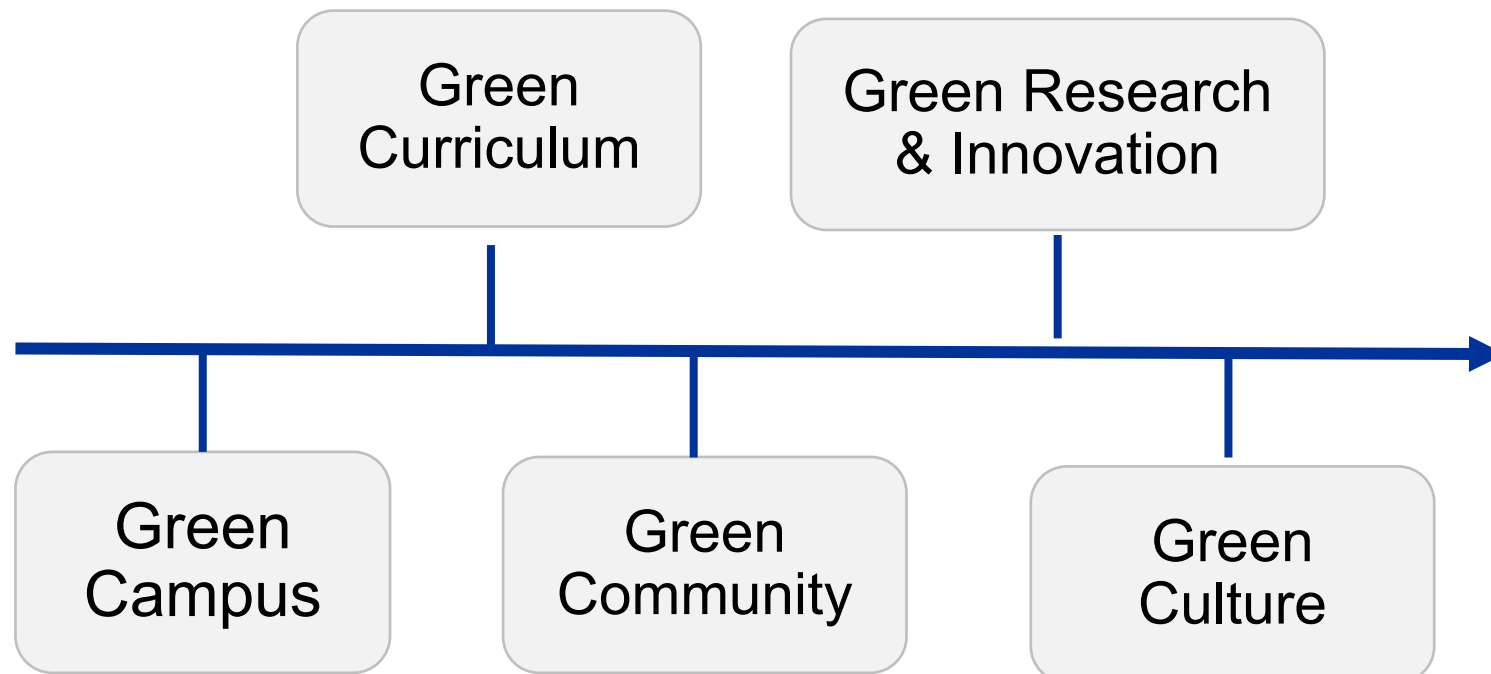 Green
Curriculum
Green Research
& Innovation
Green
Campus
Green
Community
Green
Culture